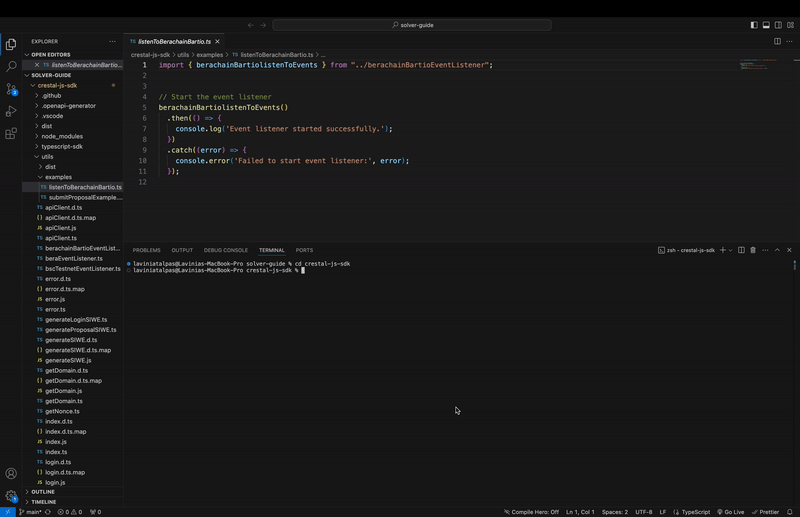 solver-guide
EXPLORER
OPEN EDITORS
TS listenToBerachainBartio...
SOLVER-GUIDE
crestal-js-sdk
.github
.openapi-generator
.vscode
dist
node_modules
typescript-sdk
utils
dist
examples
TS listenToBerachainBartio.ts
TS submitProposalExample....
TS apiClient.d.ts
{} apiClient.d.ts.map
JS apiClient.js
TS apiClient.ts
TS berachainBartioEventList...
TS beraEventListener.ts
TS bscTestnetEventListener.ts
TS error.d.ts
{} error.d.ts.map
JS error.js
TS error.ts
TS generateLoginSIWE.ts
TS generateProposalSIWE.ts
TS generateSIWE.d.ts
{} generateSIWE.d.ts.map
JS generateSIWE.js
TS getDomain.d.ts
{} getDomain.d.ts.map
JS getDomain.js
TS getDomain.ts
TS getNonce.ts
TS index.d.ts
{} index.d.ts.map
JS index.js
TS index.ts
TS login.d.ts
{} login.d.ts.map
JS login.js
OUTLINE
TIMELINE
TS listenToBerachainBartio.ts
crestal-js-sdk > utils > examples > TS listenToBerachainBartio.ts > ...
1 import { berachainBartiolistenToEvents } from "../berachainBartioEventListener";
2
3
4 // Start the event listener
5 berachainBartiolistenToEvents()
6 .then(() => {
7 console.log('Event listener started successfully.');
8 })
9 .catch((error) => {
10 console.error('Failed to start event listener:', error);
11 });
12
PROBLEMS OUTPUT DEBUG CONSOLE TERMINAL PORTS
zsh - crestal-js-sdk
laviniatalpas@Lavinias-MacBook-Pro solver-guide % cd crestal-js-sdk
laviniatalpas@Lavinias-MacBook-Pro crestal-js-sdk %
main* 0 0 0 Compile Hero: Off Ln 1, Col 1 Spaces: 2 UTF-8 LF {} TypeScript Go Live Prettier